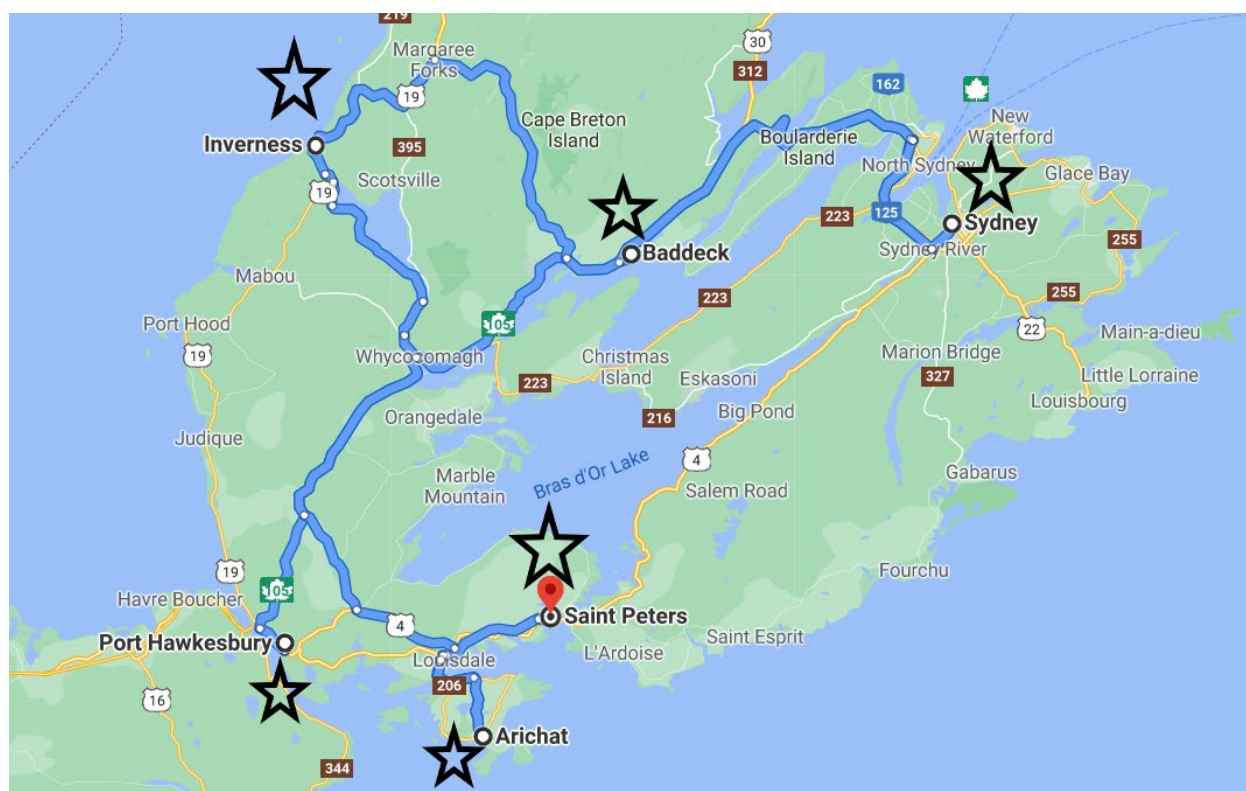 219
19
Margaree
Forks
30
312
162
19
Inverness
395
Scotsville
19
Cape Breton
Island
Boularderie
Island
New
Waterford
North Sydney
Glace Bay
223
125
Sydney
Sydney River
255
Baddeck
223
255
22
Mabou
Port Hood
19
105
Whycocomagh
Christmas
Island
223
Eskasoni
216
Marion Bridge
327
Main-a-dieu
Little Lorraine
Louisbourg
Orangedale
Big Pond
Judique
Marble
Mountain
Bras d'Or Lake
4
Salem Road
Gabarus
Fourchu
19
105
Havre Boucher
4
Saint Peters
Port Hawkesbury
Louisdale
L'Ardoise
Saint Esprit
206
16
Arichat
344